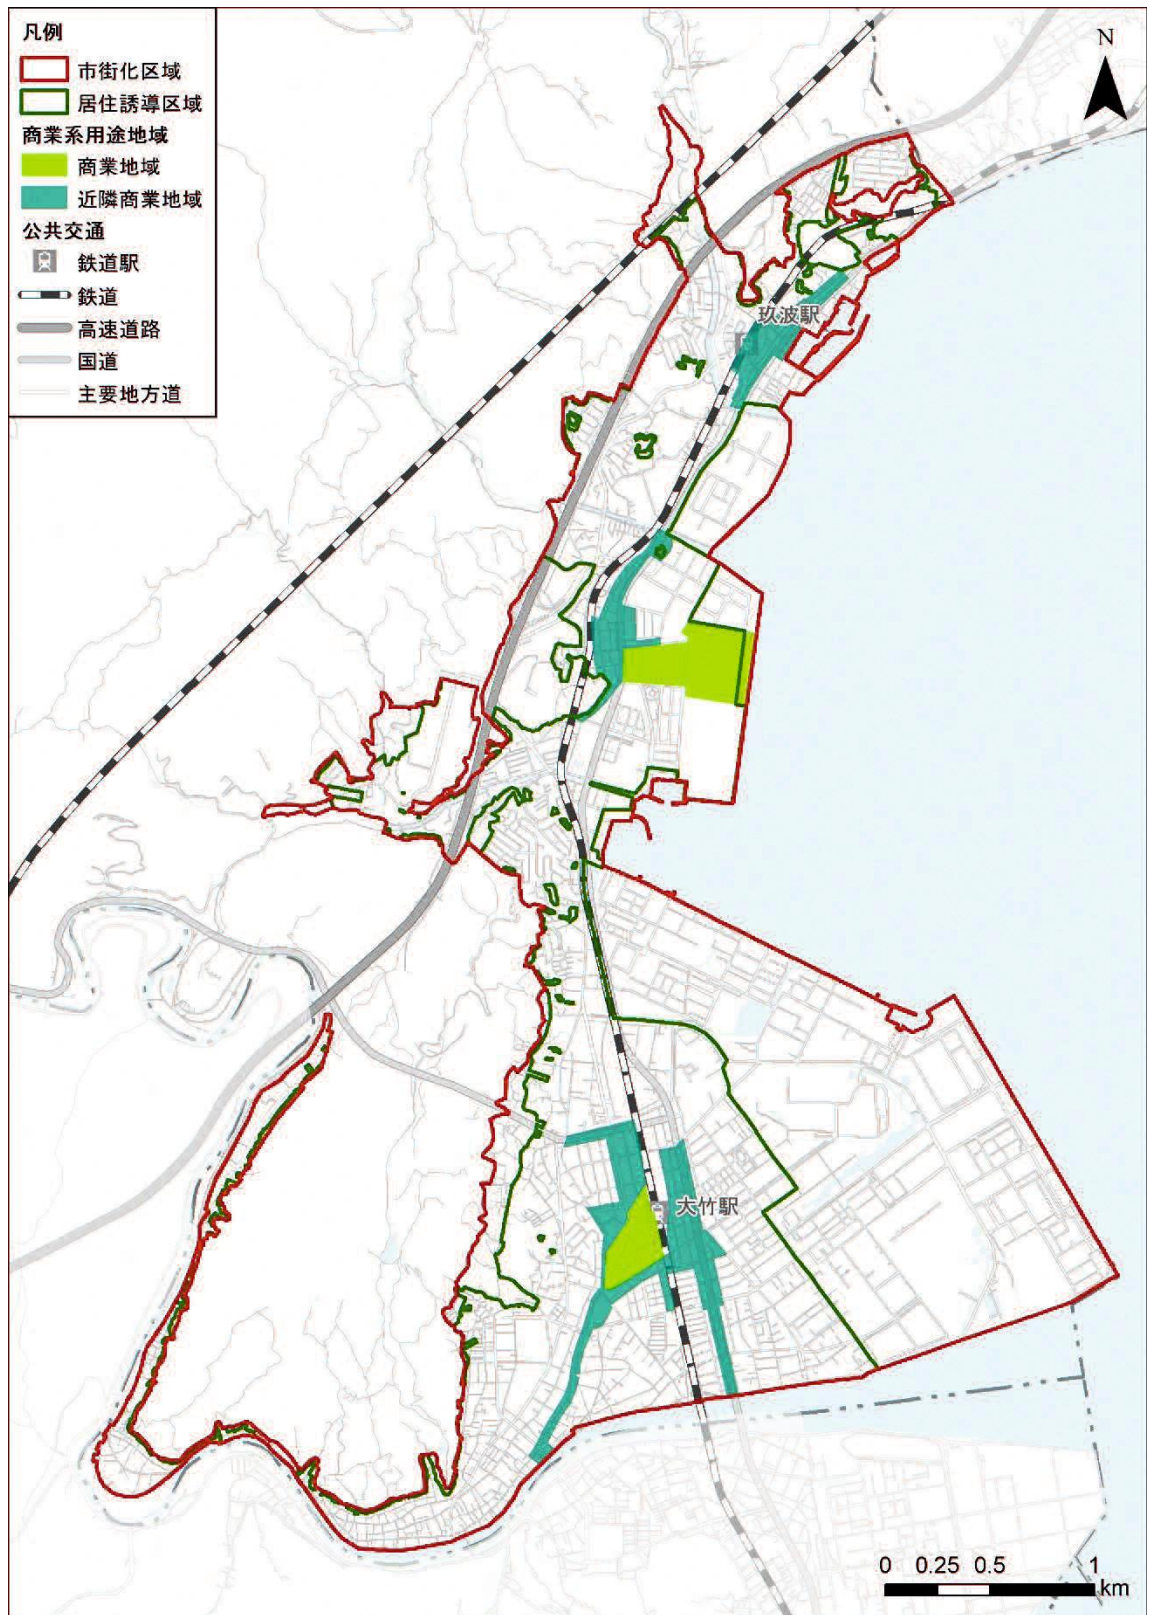 凡例
市街化区域
居住誘導区域
商業系用途地域
商業地域
近隣商業地域
公共交通
鉄道駅
鉄道
高速道路
国道
主要地方道
N
玖波駅
大竹駅
0 0.25 0.5 1
km